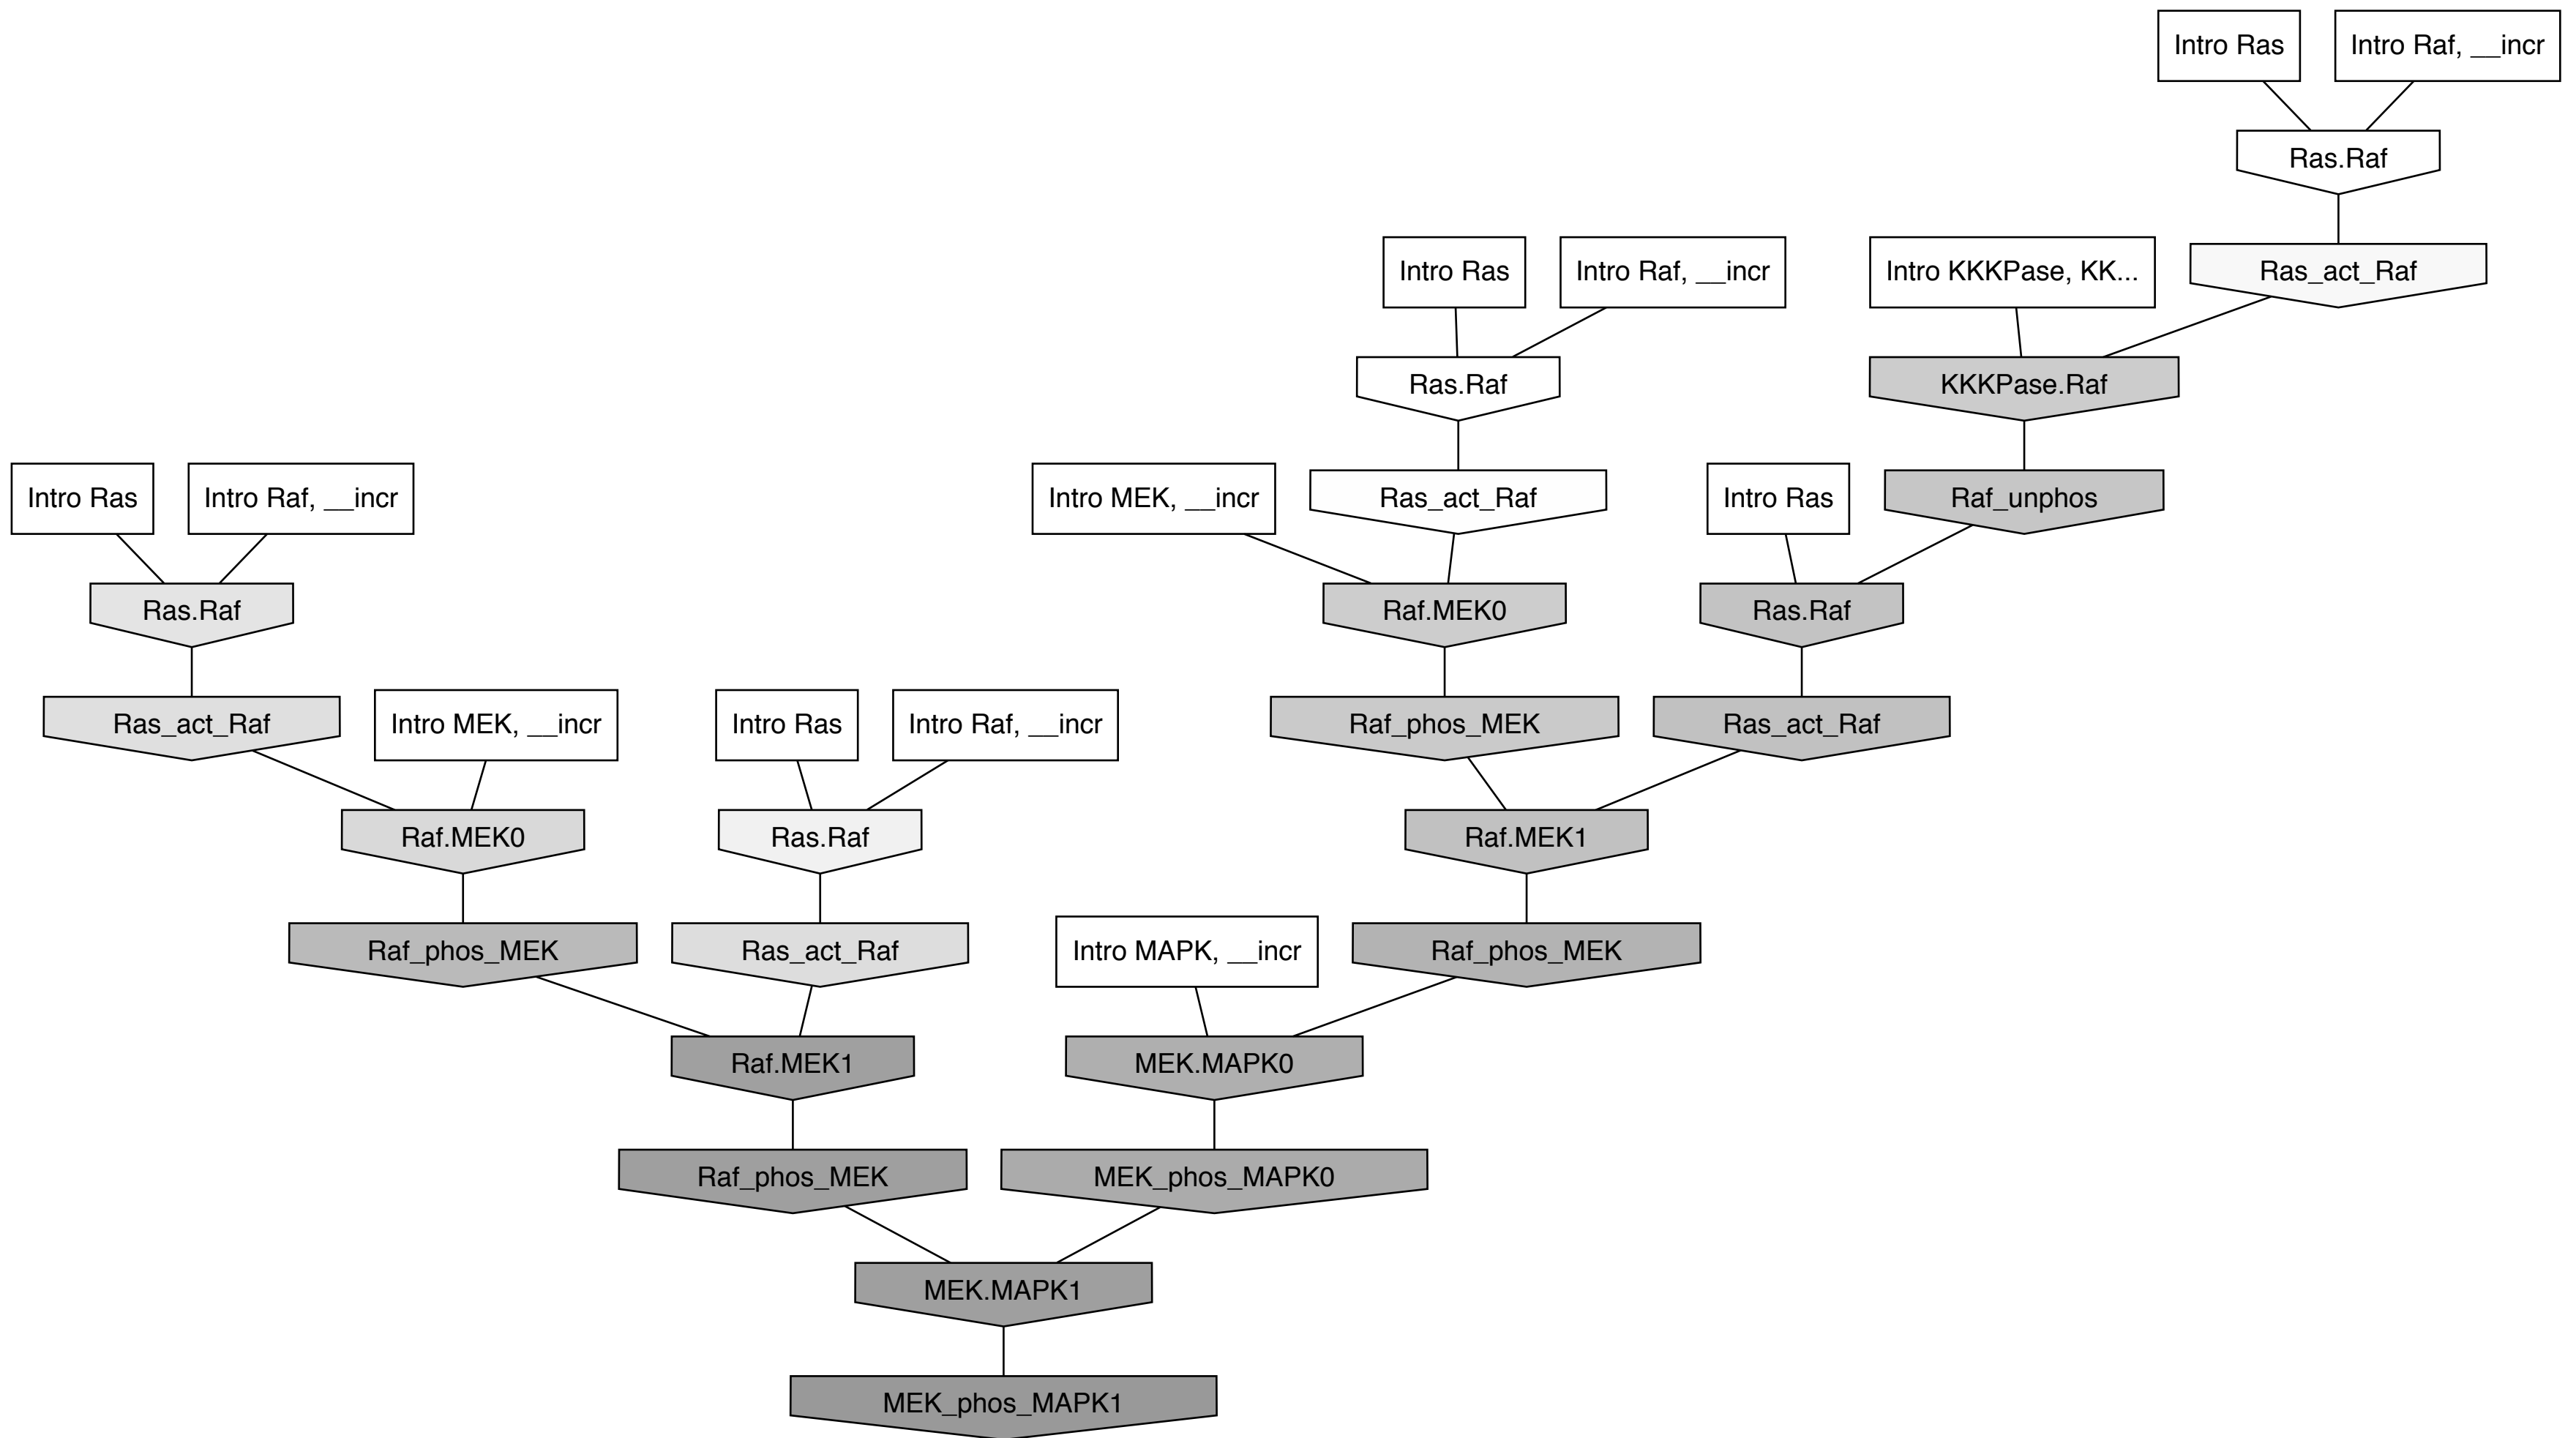 Intro Ras
Intro Raf, __incr
Ras.Raf
Intro Ras
Intro Raf, __incr
Intro KKKPase, KK...
Ras_act_Raf
Ras.Raf
KKKPase.Raf
Intro Ras
Intro Raf, __incr
Intro MEK, __incr
Ras_act_Raf
Intro Ras
Raf_unphos
Ras.Raf
Raf.MEK0
Ras.Raf
Ras_act_Raf
Intro MEK, __incr
Intro Ras
Intro Raf, __incr
Raf_phos_MEK
Ras_act_Raf
Raf.MEK0
Ras.Raf
Raf.MEK1
Raf_phos_MEK
Ras_act_Raf
Intro MAPK, __incr
Raf_phos_MEK
Raf.MEK1
MEK.MAPK0
Raf_phos_MEK
MEK_phos_MAPK0
MEK.MAPK1
MEK_phos_MAPK1